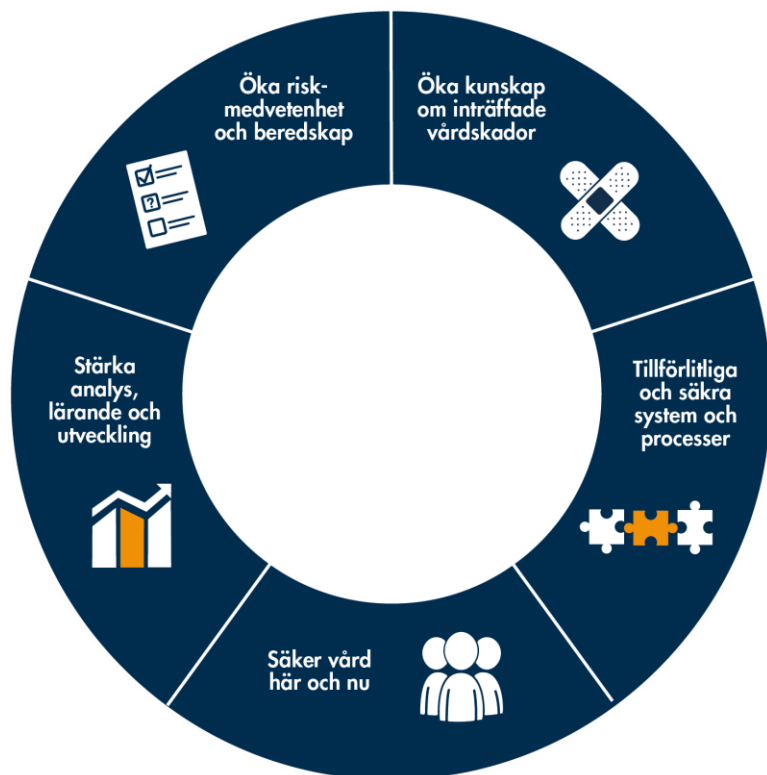 Öka risk-
medvetenhet
och beredskap
Öka kunskap
om inträffade
vårdskador
Tillförlitliga
och säkra
system och
processer
Säker vård
här och nu
Stärka
analys,
lärande och
utveckling